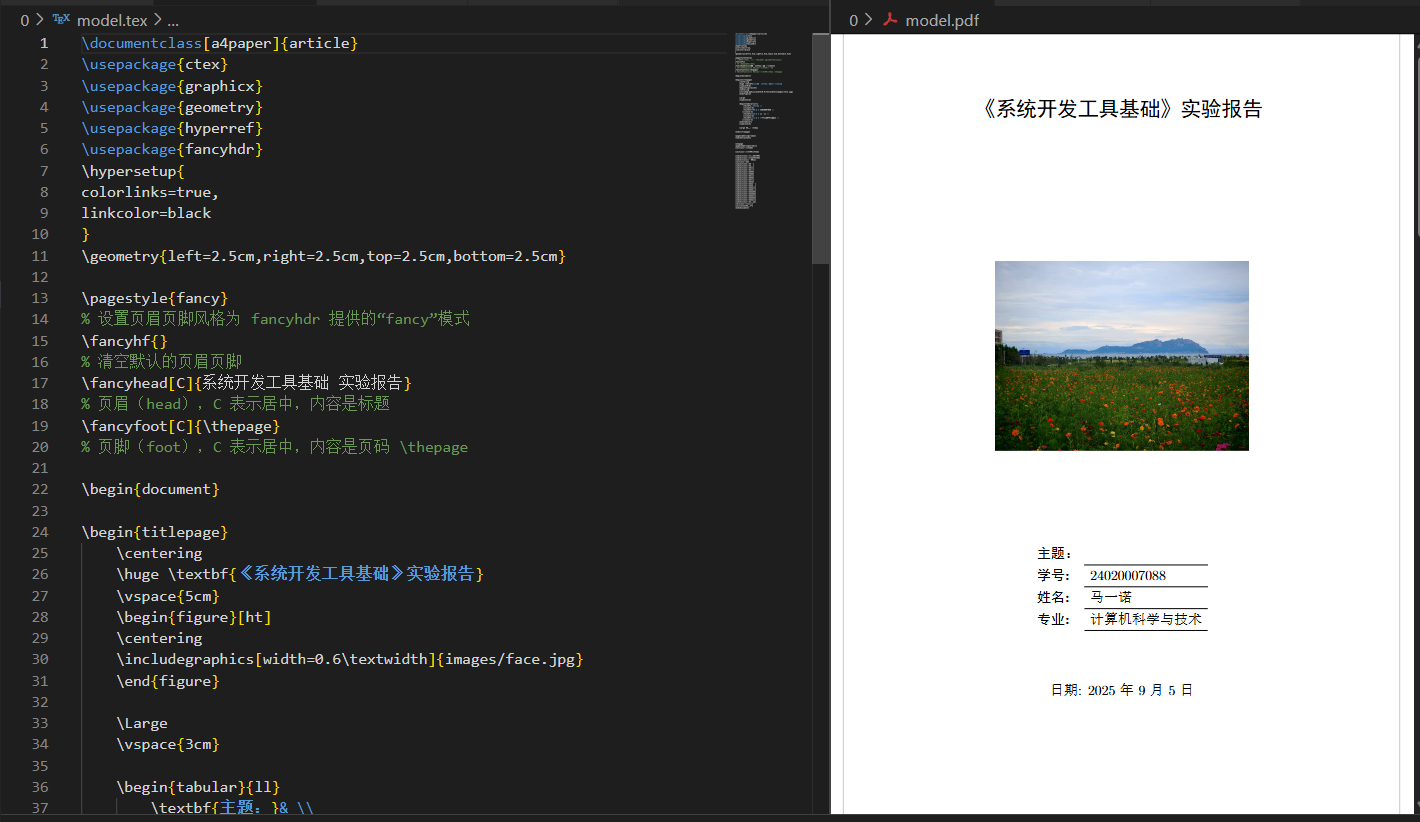 0 > TEX model.tex > ...
1 \documentclass[a4paper]{article}
2 \usepackage{ctex}
3 \usepackage{graphicx}
4 \usepackage{geometry}
5 \usepackage{hyperref}
6 \usepackage{fancyhdr}
7 \hypersetup{
8 colorlinks=true,
9 linkcolor=black
10 }
11 \geometry{left=2.5cm,right=2.5cm,top=2.5cm,bottom=2.5cm}
12
13 \pagestyle{fancy}
14 % 设置页眉页脚风格为 fancyhdr 提供的“fancy”模式
15 \fancyhf{}
16 % 清空默认的页眉页脚
17 \fancyhead[C]{系统开发工具基础 实验报告}
18 % 页眉（head），C 表示居中，内容是标题
19 \fancyfoot[C]{\thepage}
20 % 页脚（foot），C 表示居中，内容是页码 \thepage
21
22 \begin{document}
23
24 \begin{titlepage}
25 \centering
26 \huge \textbf{《系统开发工具基础》实验报告}
27 \vspace{5cm}
28 \begin{figure}[ht]
29 \centering
30 \includegraphics[width=0.6\textwidth]{images/face.jpg}
31 \end{figure}
32
33 \Large
34 \vspace{3cm}
35
36 \begin{tabular}{ll}
37 \textbf{主题：}& \\
0 > model.pdf
《系统开发工具基础》实验报告
主题：
学号： 24020007088
姓名： 马一诺
专业： 计算机科学与技术
日期: 2025 年 9 月 5 日